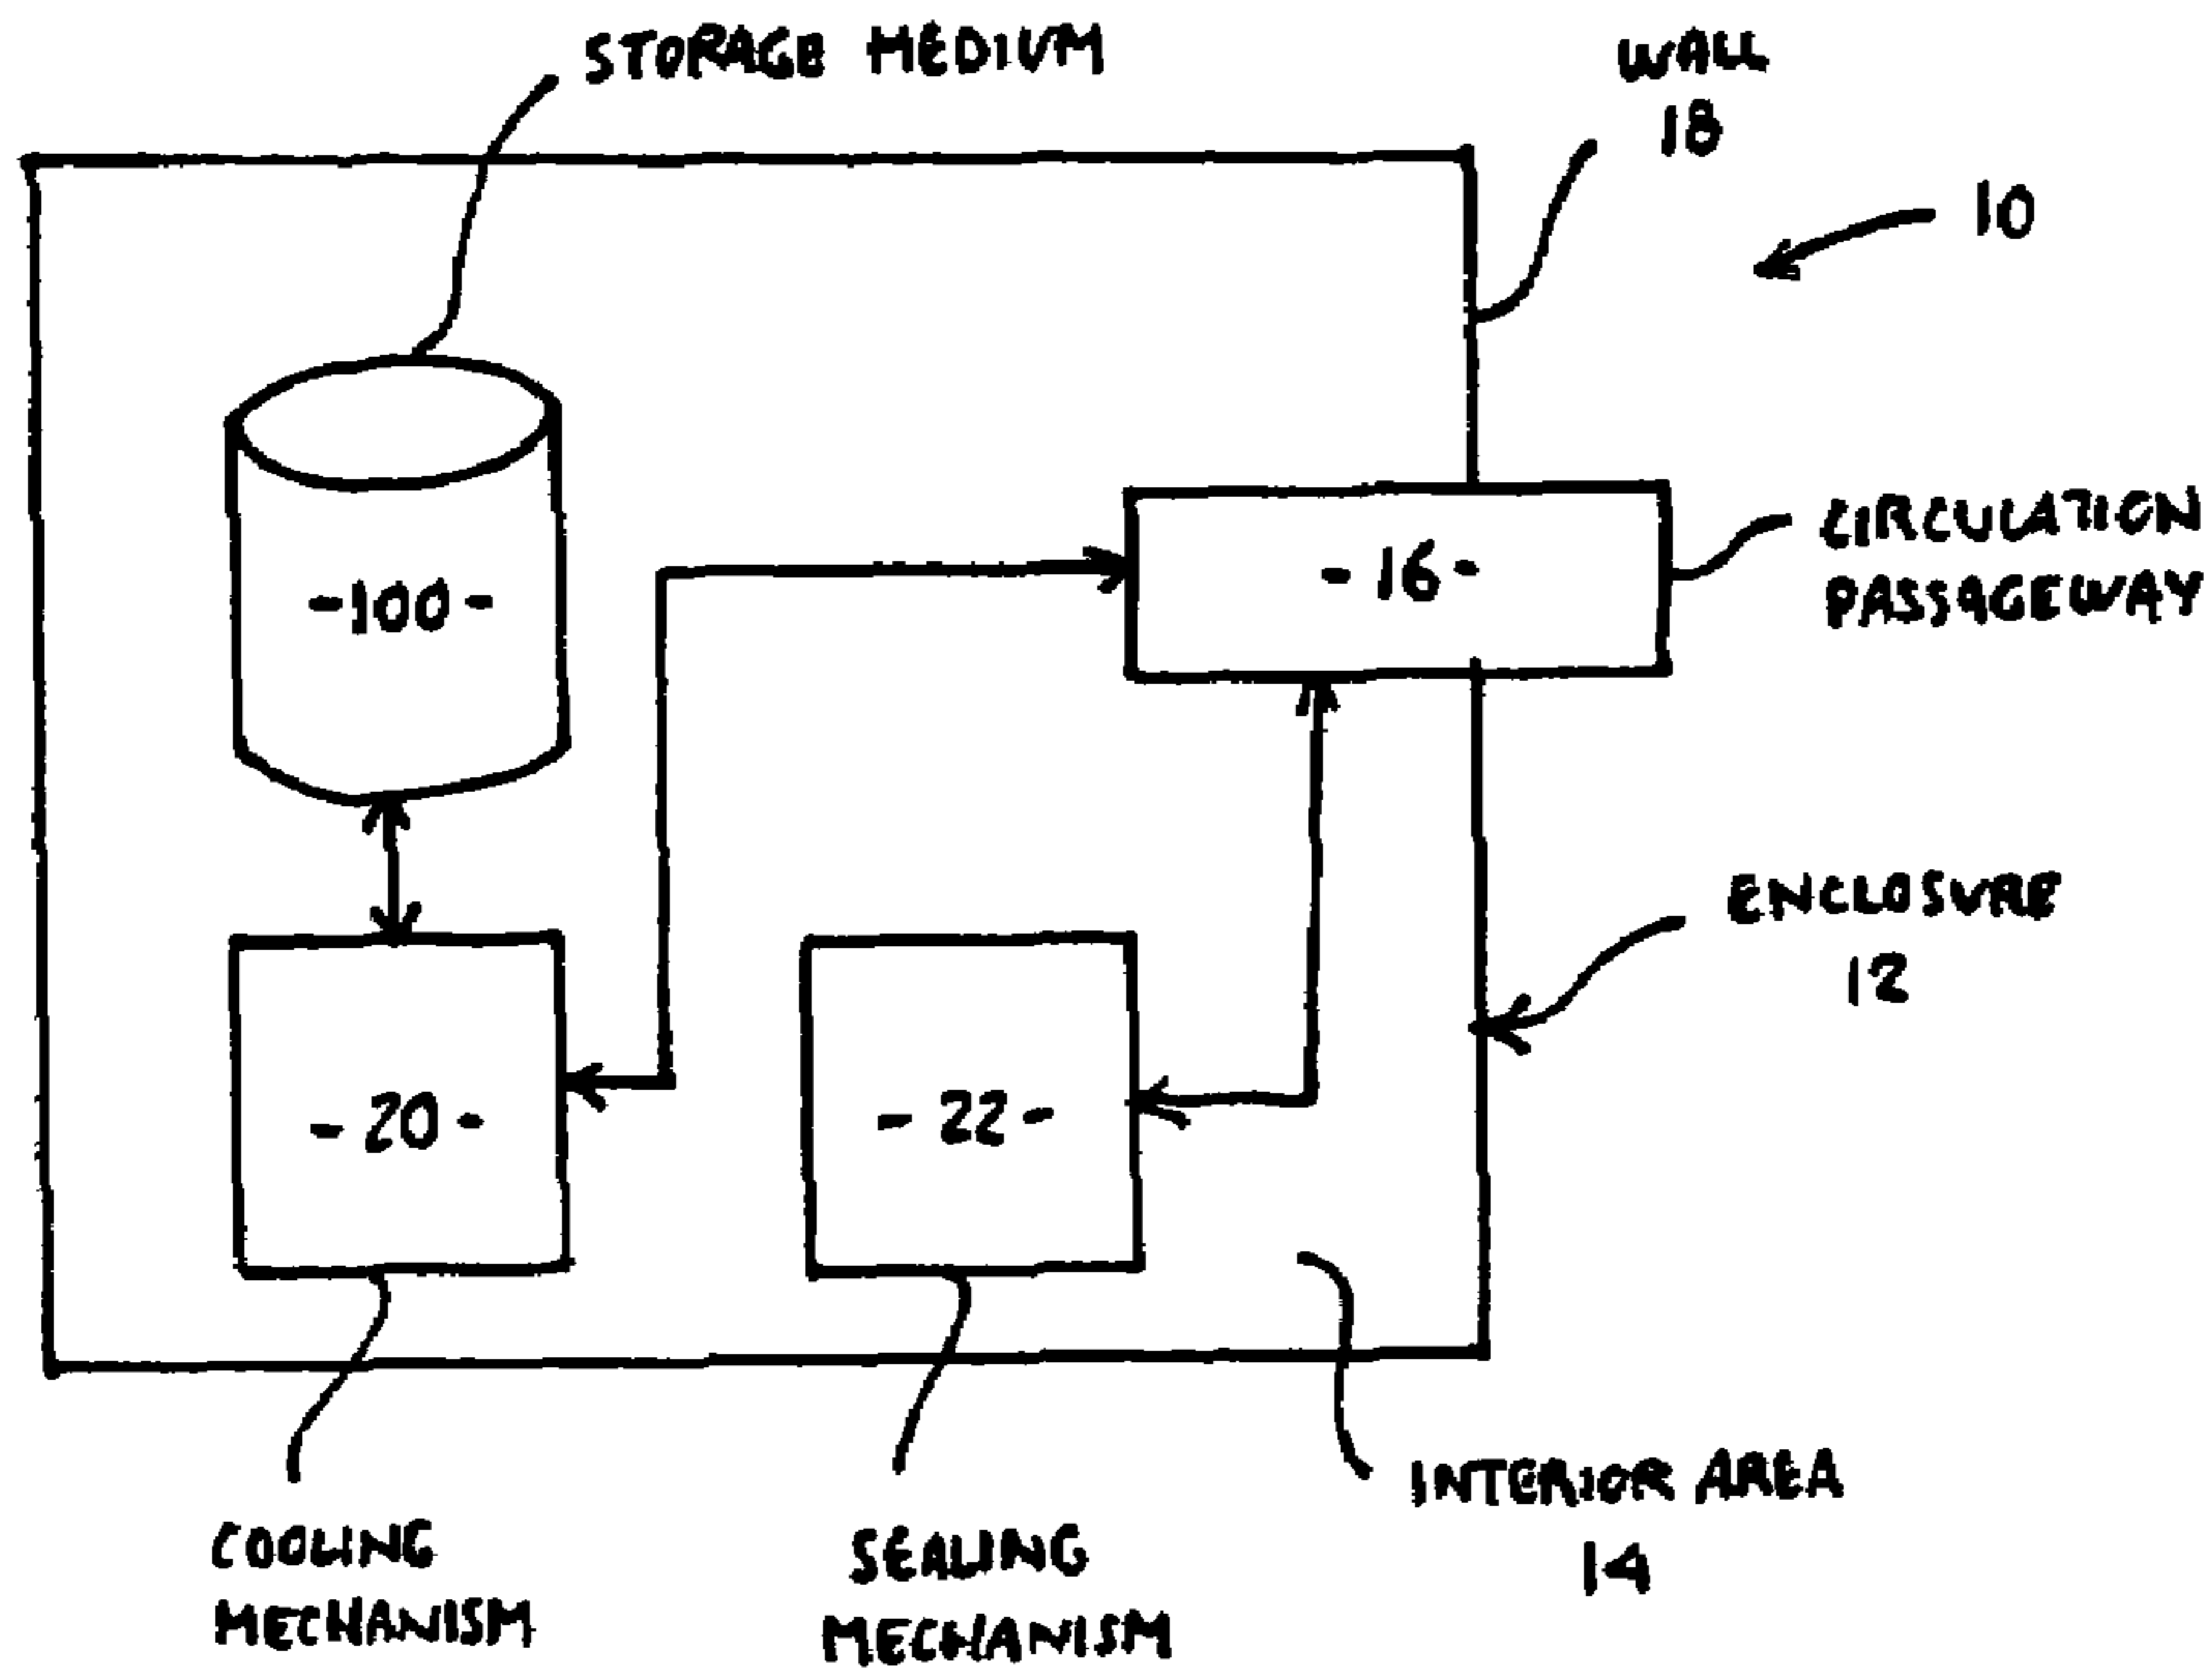 STORAGE MEDIUM
WALL
18
10
-100-
-16-
CIRCULATION
PASSAGEWAY
ENCLOSURE
12
-20-
-22-
INTERIOR AREA
14
COOLING
MECHANISM
SEALING
MECHANISM